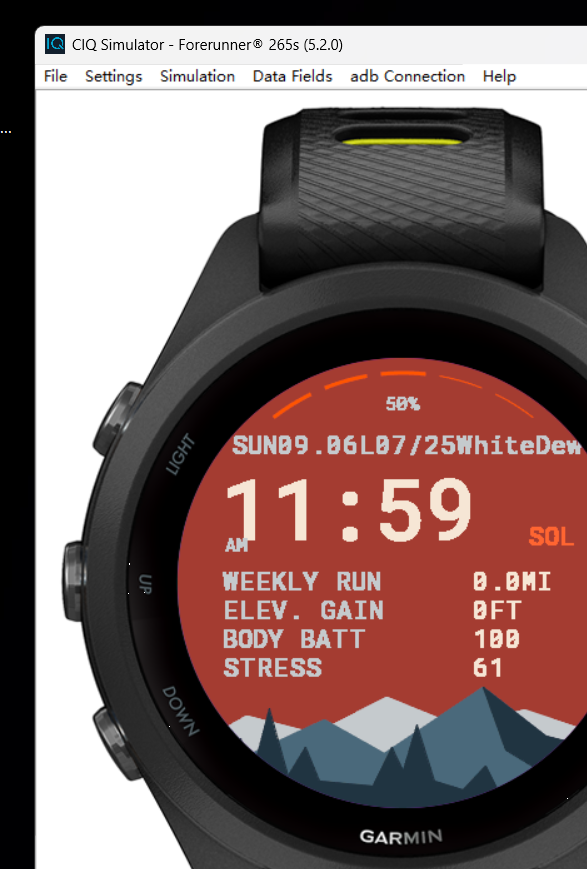 CIQ Simulator - Forerunner® 265s (5.2.0)
File Settings Simulation Data Fields adb Connection Help
50%
SUN09.06L07/25WhiteDew
LIGHT
11:59
AM
SOL
WEEKLY RUN 0.0MI
UP
ELEV. GAIN 0FT
BODY BATT 100
STRESS 61
DOWN
GARMIN